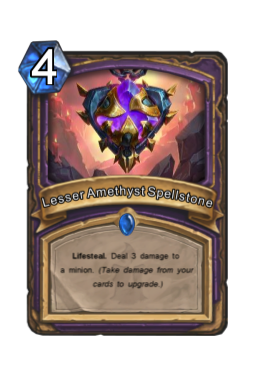 4
Lesser Amethyst Spellstone
Lifesteal. Deal 3 damage to
a minion. (Take damage from your
cards to upgrade.)